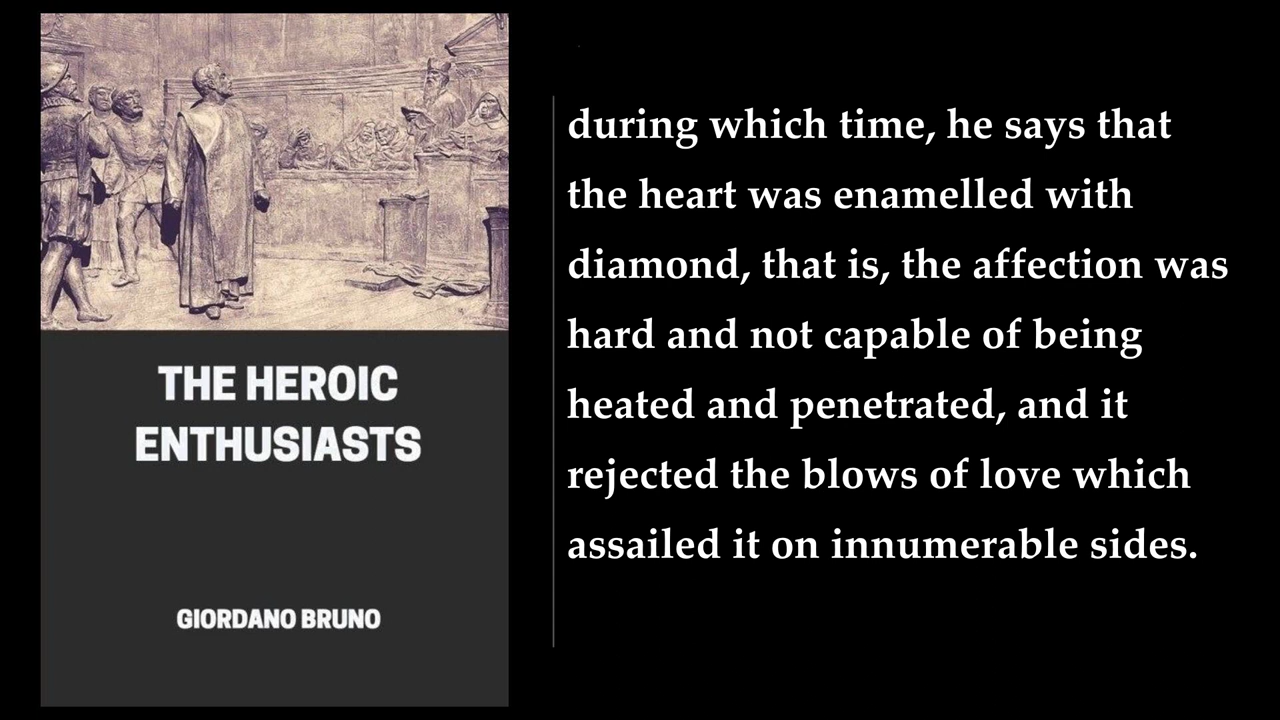 THE HEROIC
ENTHUSIASTS
GIORDANO BRUNO
during which time, he says that
the heart was enamelled with
diamond, that is, the affection was
hard and not capable of being
heated and penetrated, and it
rejected the blows of love which
assailed it on innumerable sides.